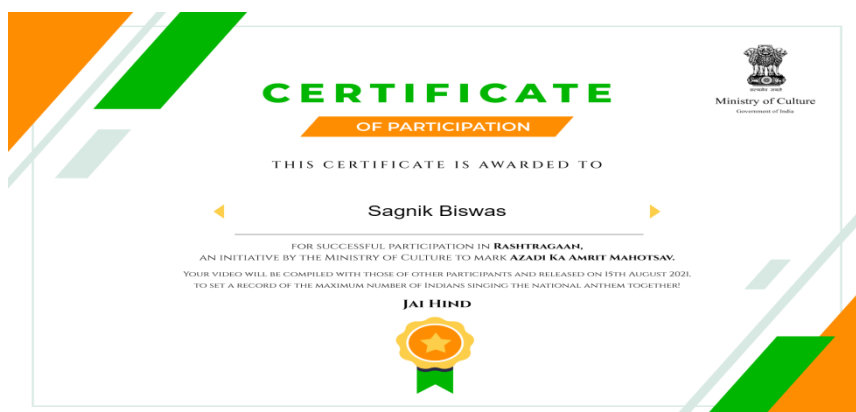 CERTIFICATE
OF PARTICIPATION
सत्यमेव जयते
Ministry of Culture
Government of India
THIS CERTIFICATE IS AWARDED TO
Sagnik Biswas
FOR SUCCESSFUL PARTICIPATION IN RASHTRAGAAN,
AN INITIATIVE BY THE MINISTRY OF CULTURE TO MARK AZADI KA AMRIT MAHOTSAV.
YOUR VIDEO WILL BE COMPILED WITH THOSE OF OTHER PARTICIPANTS AND RELEASED ON 15TH AUGUST 2021,
TO SET A RECORD OF THE MAXIMUM NUMBER OF INDIANS SINGING THE NATIONAL ANTHEM TOGETHER!
JAI HIND